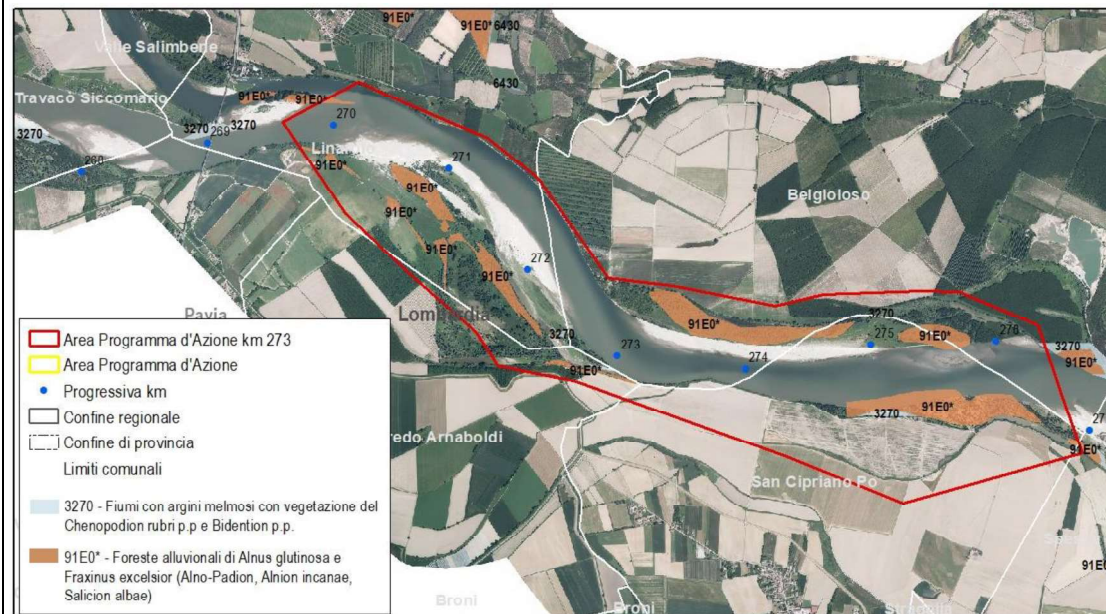 91E0*
91E0*
6430
Valle Salimbene
6430
Travacò Siccomario
91E0*
91E0*
3270
3270
269
3270
270
Linar
271
91E0*
Belgioioso
91E0*
91E0*
91E0*
272
Pavia
Lombardia
3270
3270
273
91E0*
275
91E0*
276
3270
91E0*
91E0*
274
3270
91E0*
91E0*
redo Arnaboldi
San Cipriano Po
91E0*
Broni
Broni
Stradella
Area Programma d'Azione km 273
Area Programma d'Azione
Progressiva km
Confine regionale
Confine di provincia
Limiti comunali
3270 - Fiumi con argini melmosi con vegetazione del
Chenopodion rubri p.p e Bidention p.p.
91E0* - Foreste alluvionali di Alnus glutinosa e
Fraxinus excelsior (Alno-Padion, Alnion incanae,
Salicion albae)